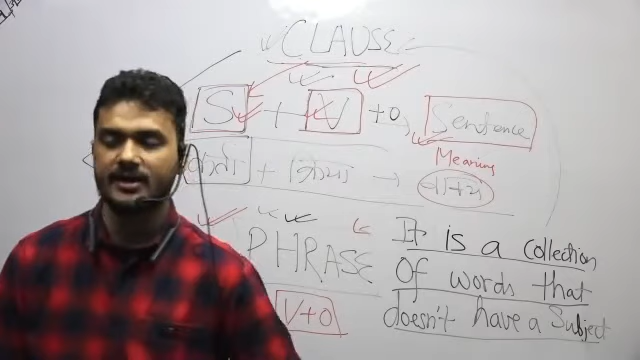 CLAUSE
S + V + O → Sentence
Meaning
कर्ता + क्रिया → वाक्य
PHRASE
V+O
It is a collection
Of words that
doesn't have a Subject